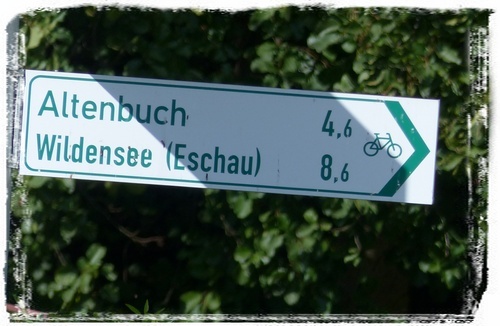 Altenbuch 4,6
Wildensee (Eschau) 8,6